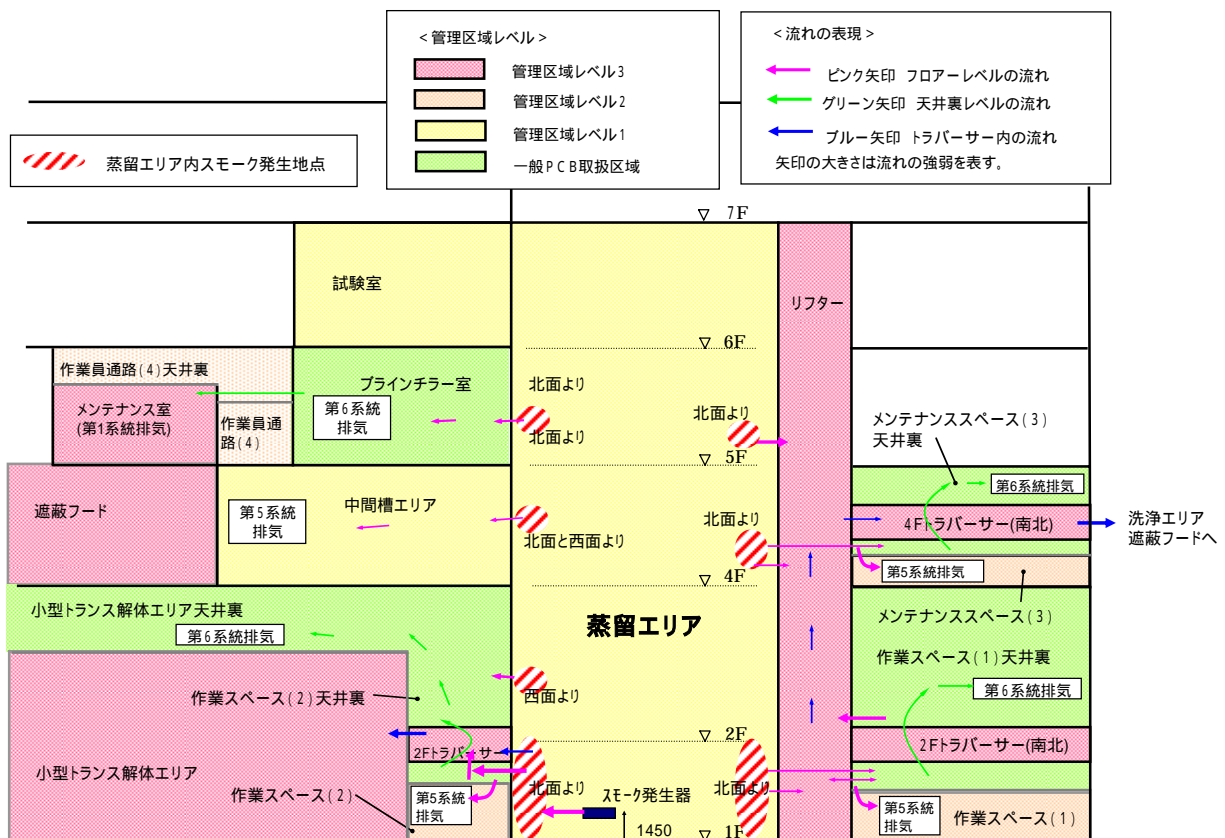 ＜管理区域レベル＞
管理区域レベル3
管理区域レベル2
管理区域レベル1
一般PCB取扱区域
＜流れの表現＞
ピンク矢印 フロアーレベルの流れ
グリーン矢印 天井裏レベルの流れ
ブルー矢印 トラバーサー内の流れ
矢印の大きさは流れの強弱を表す。
蒸留エリア内スモーク発生地点
▽ 7F
試験室
リフター
▽ 6F
作業員通路(4)天井裏
メンテナンス室
(第1系統排気)
作業員通
路(4)
ブラインチラー室
第6系統
排気
北面より
北面より
北面より
メンテナンススペース(3)
天井裏
▽ 5F
第6系統排気
遮蔽フード
中間槽エリア
第5系統
排気
北面と西面より
北面より
4Fトラバーサー(南北)
洗浄エリア
遮蔽フードへ
第5系統排気
▽ 4F
小型トランス解体エリア天井裏
第6系統排気
蒸留エリア
メンテナンススペース(3)
作業スペース(1)天井裏
第6系統排気
作業スペース(2)天井裏
西面より
▽ 2F
2Fトラバーサー
2Fトラバーサー(南北)
小型トランス解体エリア
作業スペース(2)
第5系統
排気
北面より
スモーク発生器
北面より
第5系統
排気
作業スペース(1)
1450
▽ 1F